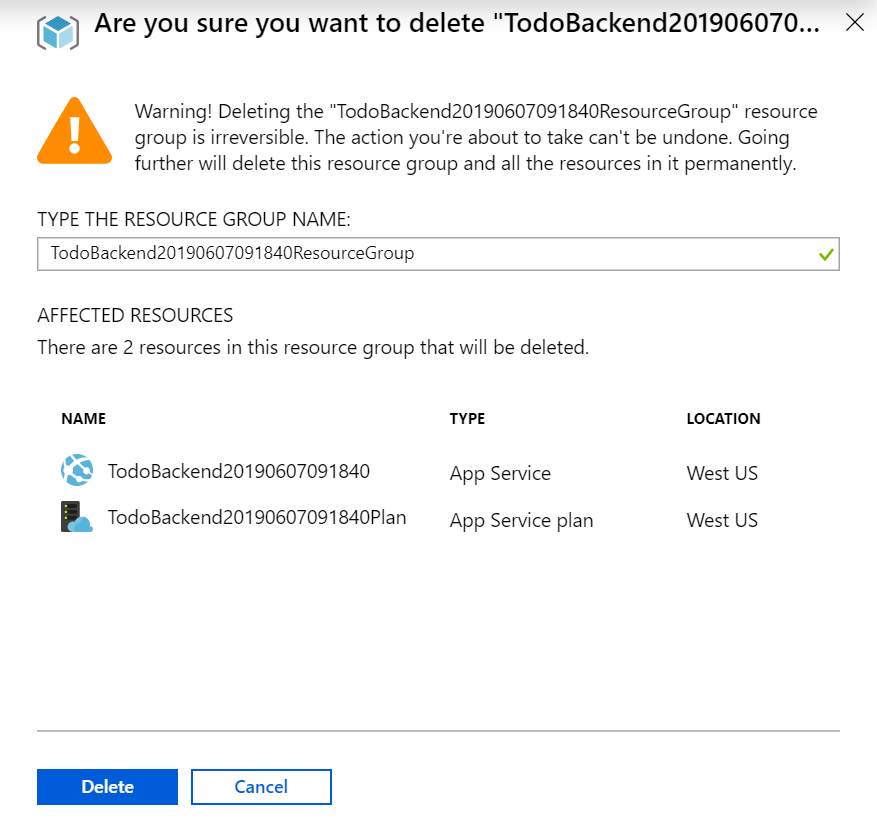 Are you sure you want to delete "TodoBackend201906070...
Warning! Deleting the "TodoBackend20190607091840ResourceGroup" resource
group is irreversible. The action you're about to take can't be undone. Going
further will delete this resource group and all the resources in it permanently.
TYPE THE RESOURCE GROUP NAME:
TodoBackend20190607091840ResourceGroup
AFFECTED RESOURCES
There are 2 resources in this resource group that will be deleted.
NAME TYPE LOCATION
TodoBackend20190607091840 App Service West US
TodoBackend20190607091840Plan App Service plan West US
Delete Cancel